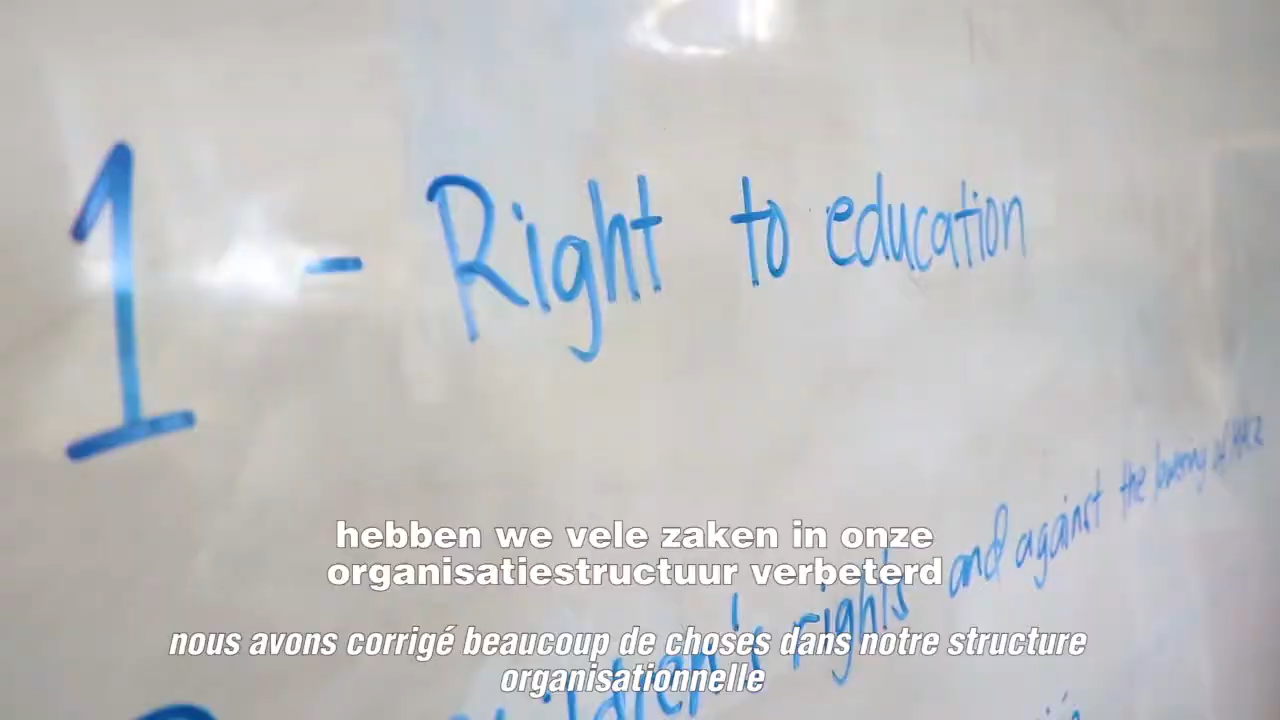 1 - Right to education
children's rights and against the lowering of
hebben we vele zaken in onze
organisatiestructuur verbeterd
nous avons corrigé beaucoup de choses dans notre structure
organisationnelle